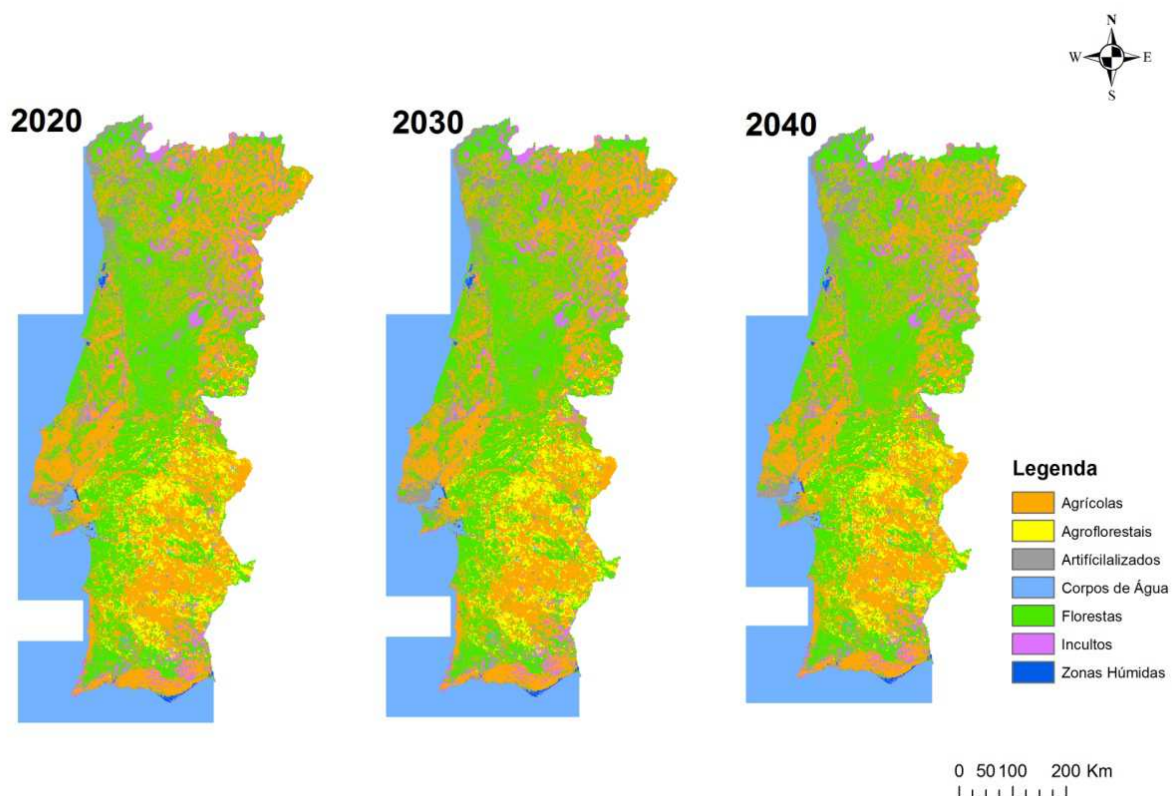 N
W E
S
2020
2030
2040
Legenda
Agrícolas
Agroflorestais
Artifícilalizados
Corpos de Água
Florestas
Incultos
Zonas Húmidas
0 50 100 200 Km